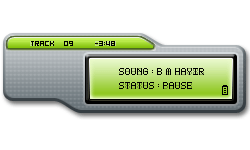 TRACK 09 -3:48
SOUNG : B M HAYIR
STATUS : PAUSE